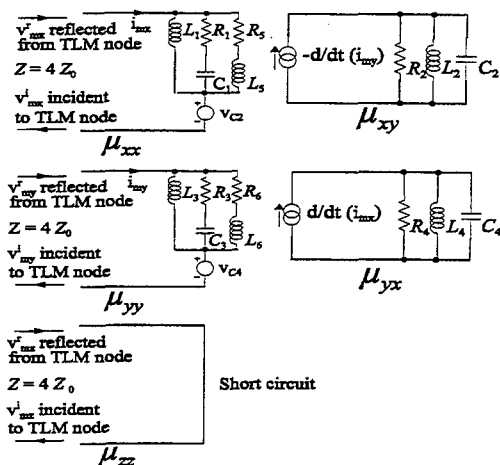 v^r_mx reflected
from TLM node
Z = 4 Z_0
v^i_mx incident
to TLM node
i_mx
L_1
R_1
R_5
C_1
L_5
+
−
v_C2
μ_xx
-d/dt (i_my)
R_2
L_2
C_2
μ_xy
v^r_my reflected
from TLM node
Z = 4 Z_0
v^i_my incident
to TLM node
i_my
L_3
R_3
R_6
C_3
L_6
+
−
v_C4
μ_yy
d/dt (i_mx)
R_4
L_4
C_4
μ_yx
v^r_mx reflected
from TLM node
Z = 4 Z_0
v^i_mx incident
to TLM node
Short circuit
μ_zz